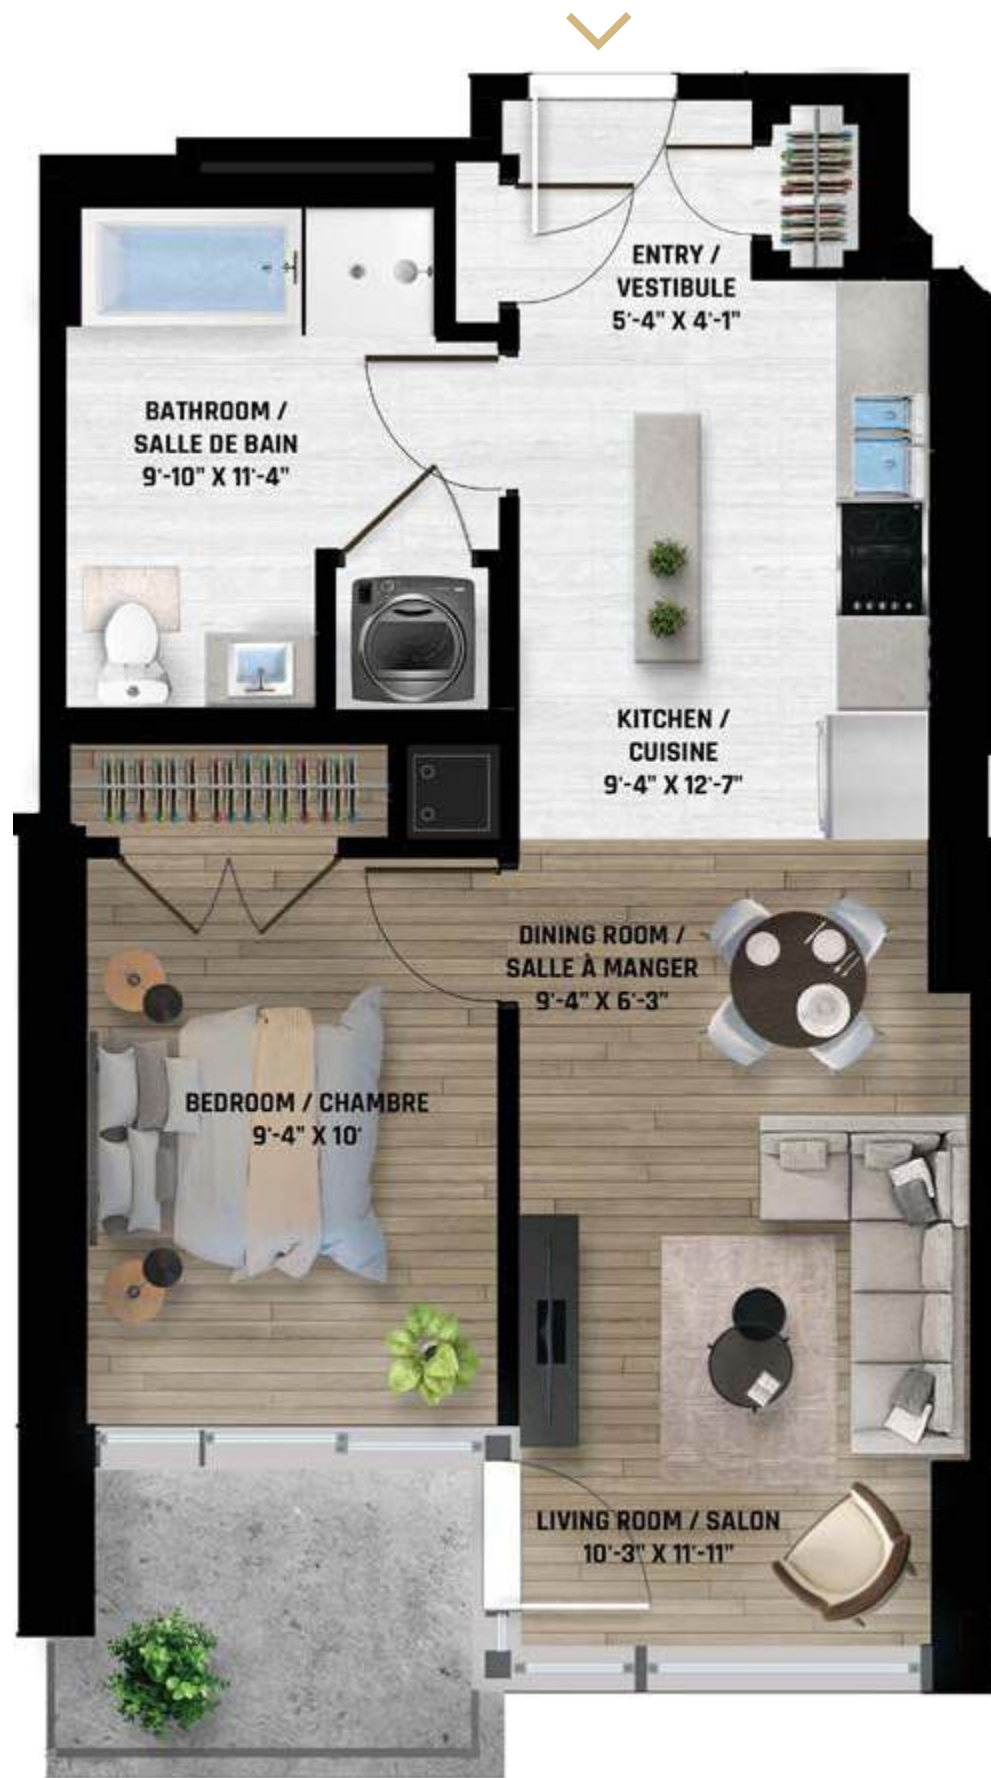 ENTRY /
VESTIBULE
5'-4" X 4'-1"
BATHROOM /
SALLE DE BAIN
9'-10" X 11'-4"
KITCHEN /
CUISINE
9'-4" X 12'-7"
DINING ROOM /
SALLE À MANGER
9'-4" X 6'-3"
BEDROOM / CHAMBRE
9'-4" X 10'
LIVING ROOM / SALON
10'-3" X 11'-11"